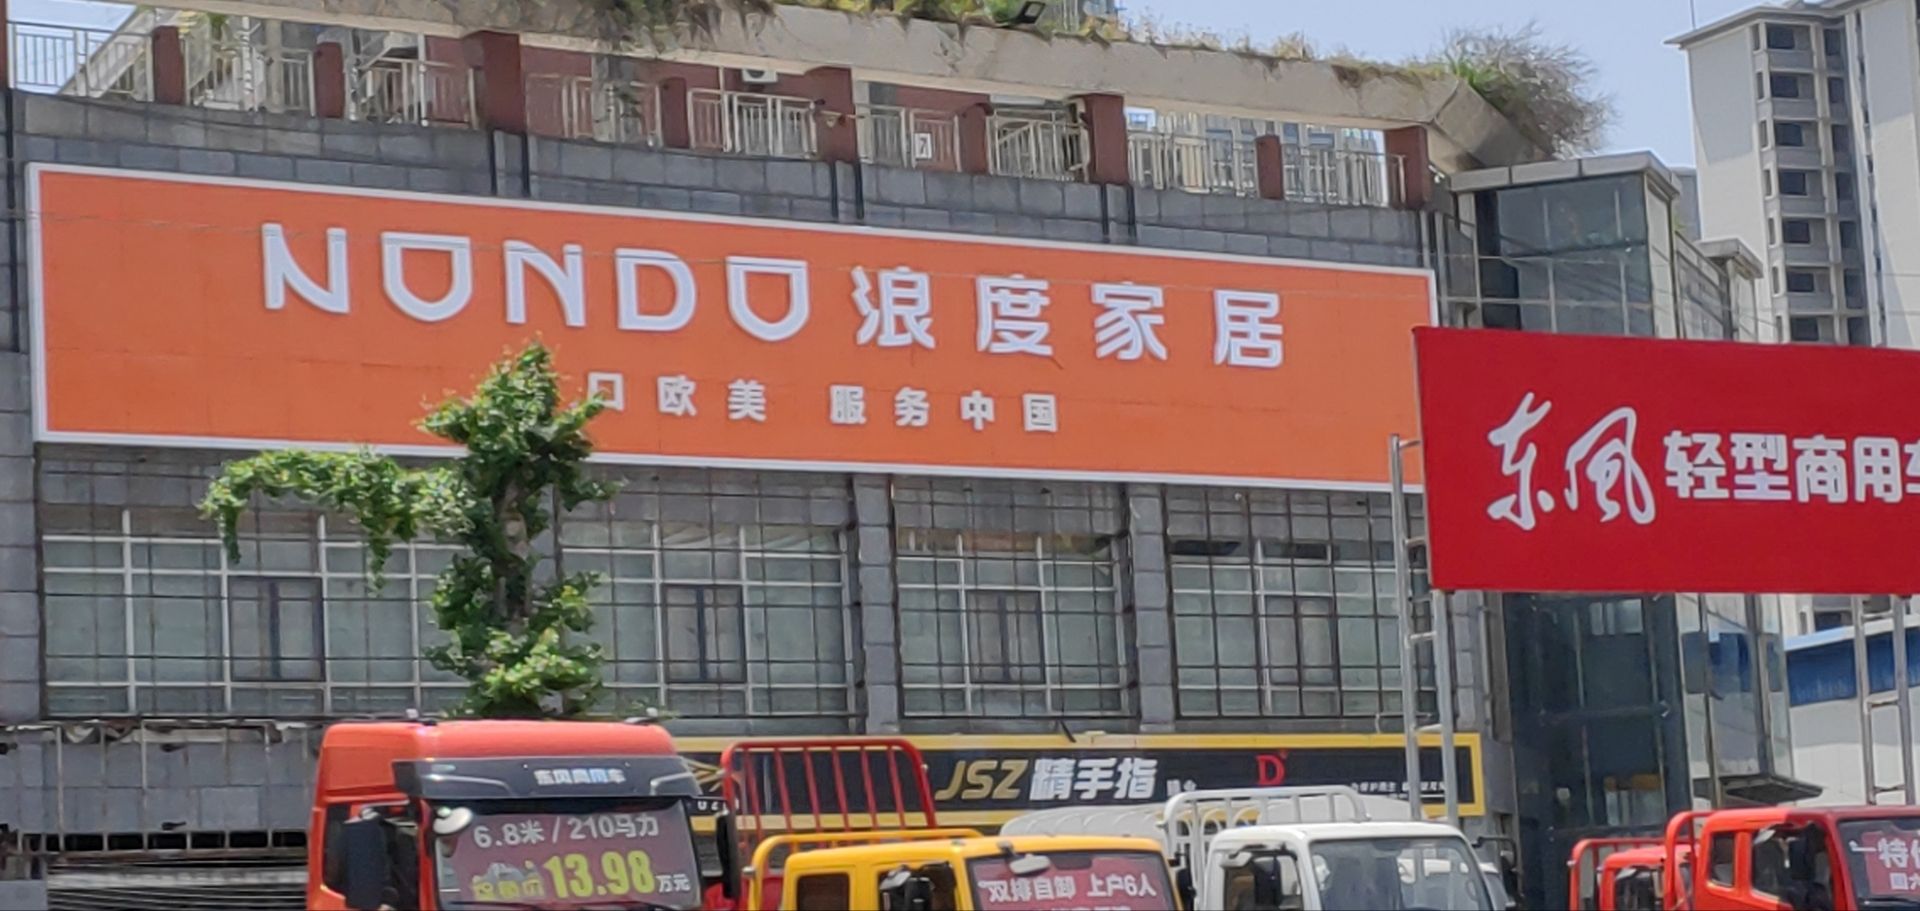 NONDO 浪度家居
口欧美 服务中国
东风 轻型商用
JSZ 精手指
D
东风商用车
6.8米/210马力
13.98万元
双排自卸 上户6人